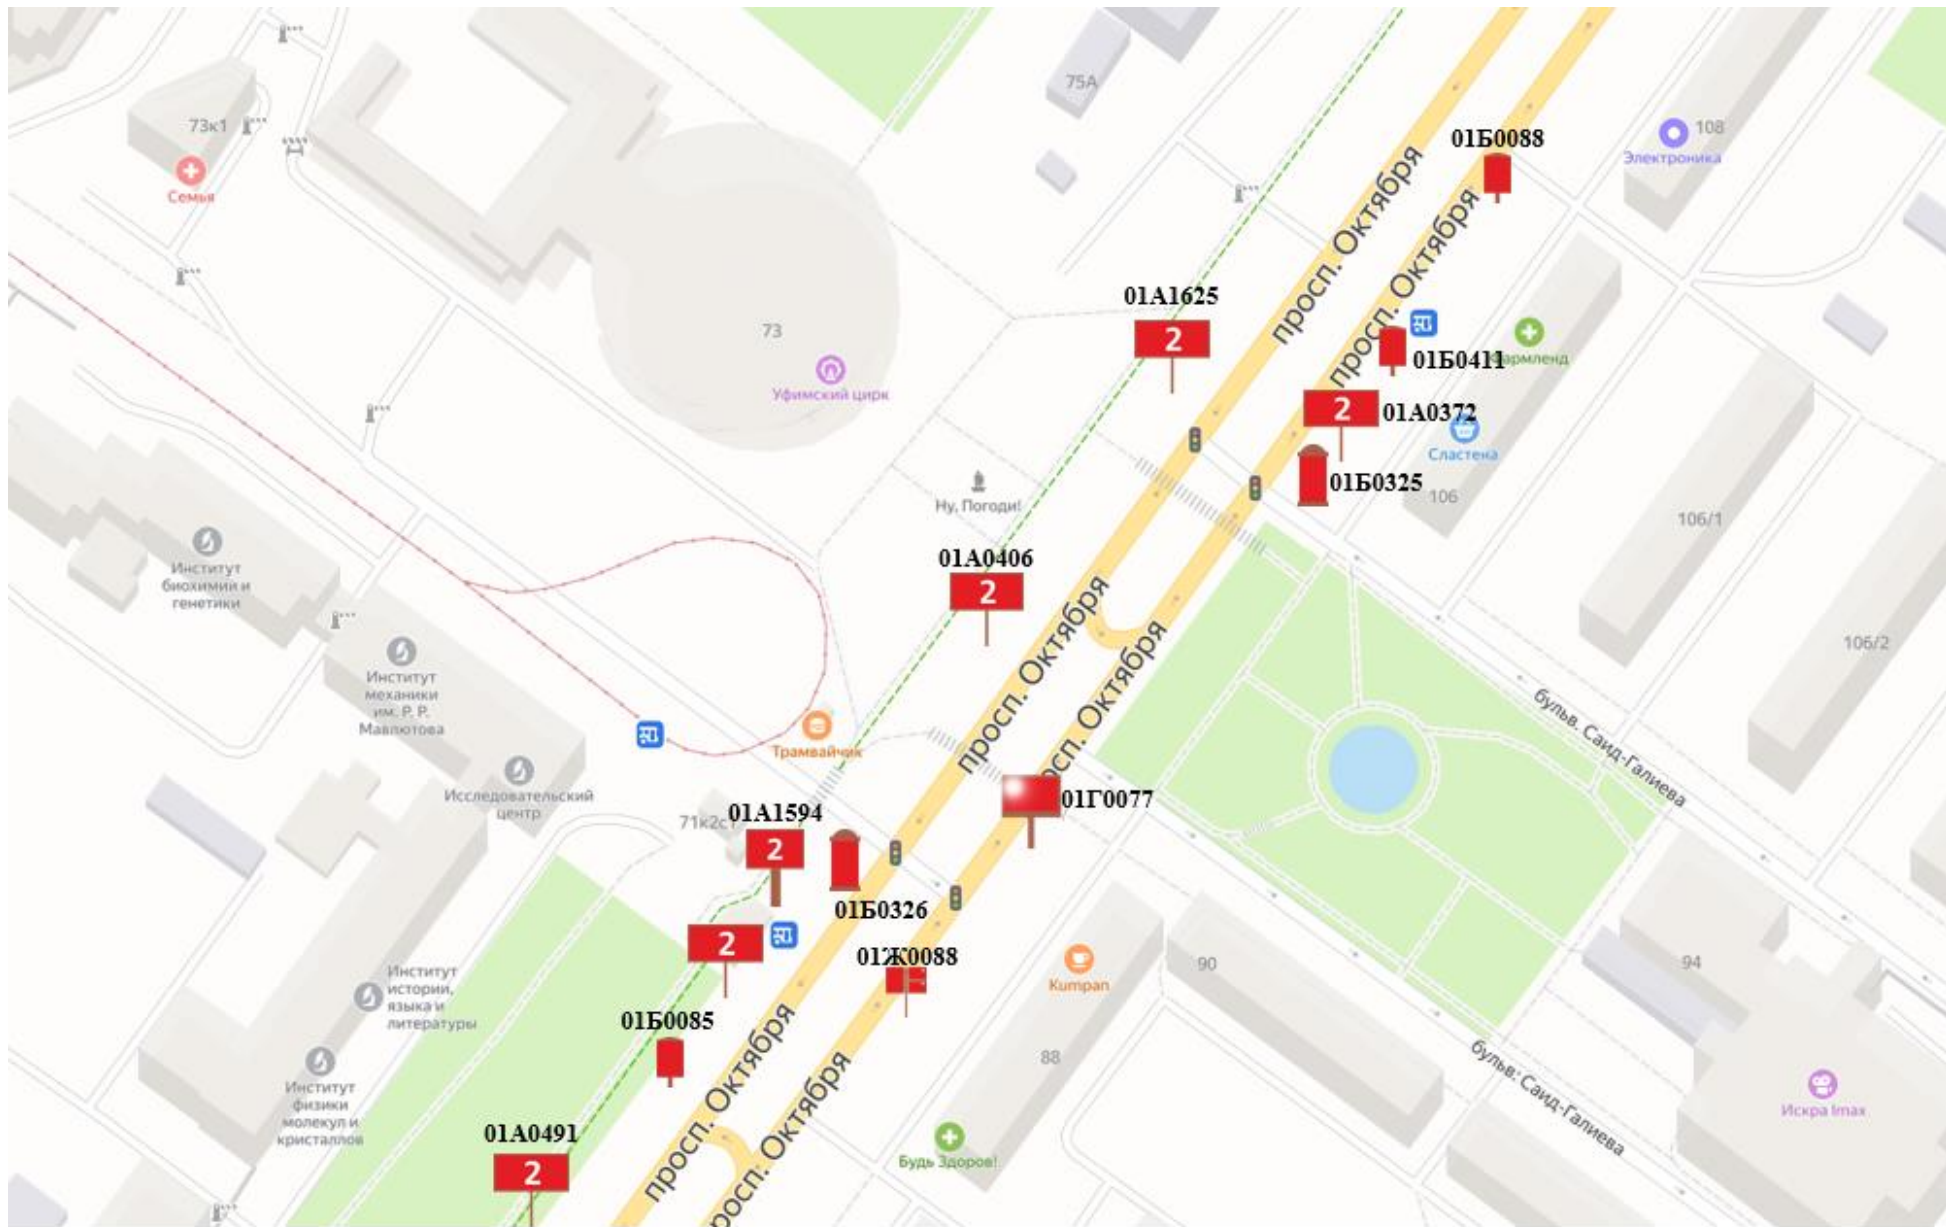 75А
73к1
108
01Б0088
Электроника
Семья
просп. Октября
просп. Октября
01А1625
2
73
01Б0411
Фармленд
Уфимский цирк
2
01А0372
Сластена
01Б0325
106
Ну, Погоди!
106/1
01А0406
2
Институт
биохимии и
генетики
106/2
просп. Октября
просп. Октября
Институт
механики
им. Р. Р.
Мавлютова
бульв. Саид-Галиева
Трамвайчик
Исследовательский
центр
01Г0077
71к2с1
01А1594
2
01Б0326
2
01Ж0088
90
94
Kumpan
Институт
истории,
языка и
литературы
01Б0085
просп. Октября
просп. Октября
88
бульв. Саид-Галиева
Институт
физики
молекул и
кристаллов
Искра Imax
01А0491
2
Будь Здоров!